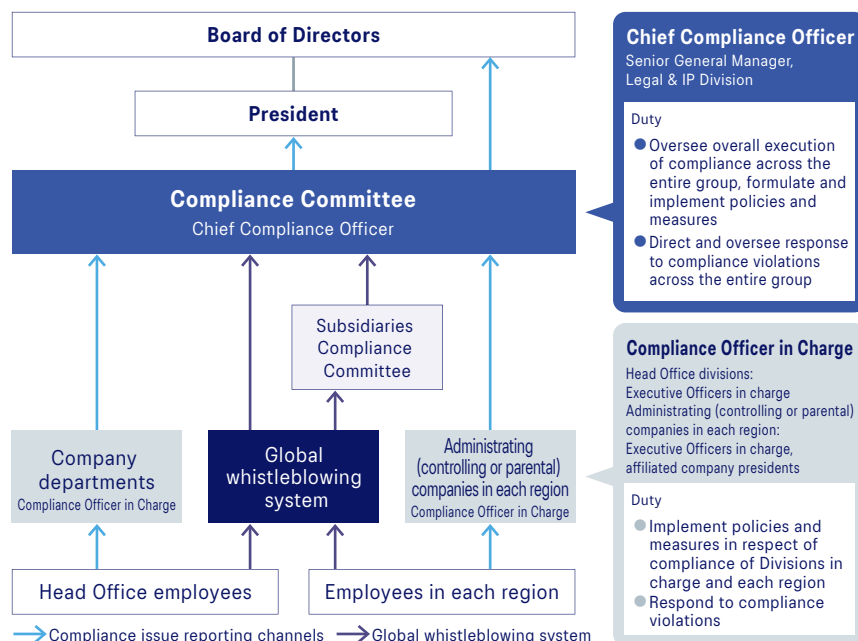 Board of Directors
President
Compliance Committee
Chief Compliance Officer
Subsidiaries
Compliance
Committee
Company
departments
Compliance Officer in Charge
Global
whistleblowing
system
Administrating
(controlling or parental)
companies in each region
Compliance Officer in Charge
Head Office employees
Employees in each region
Compliance issue reporting channels
Global whistleblowing system
Chief Compliance Officer
Senior General Manager,
Legal & IP Division
Duty
● Oversee overall execution
of compliance across the
entire group, formulate and
implement policies and
measures
● Direct and oversee response
to compliance violations
across the entire group
Compliance Officer in Charge
Head Office divisions:
Executive Officers in charge
Administrating (controlling or parental)
companies in each region:
Executive Officers in charge,
affiliated company presidents
Duty
● Implement policies and
measures in respect of
compliance of Divisions in
charge and each region
● Respond to compliance
violations